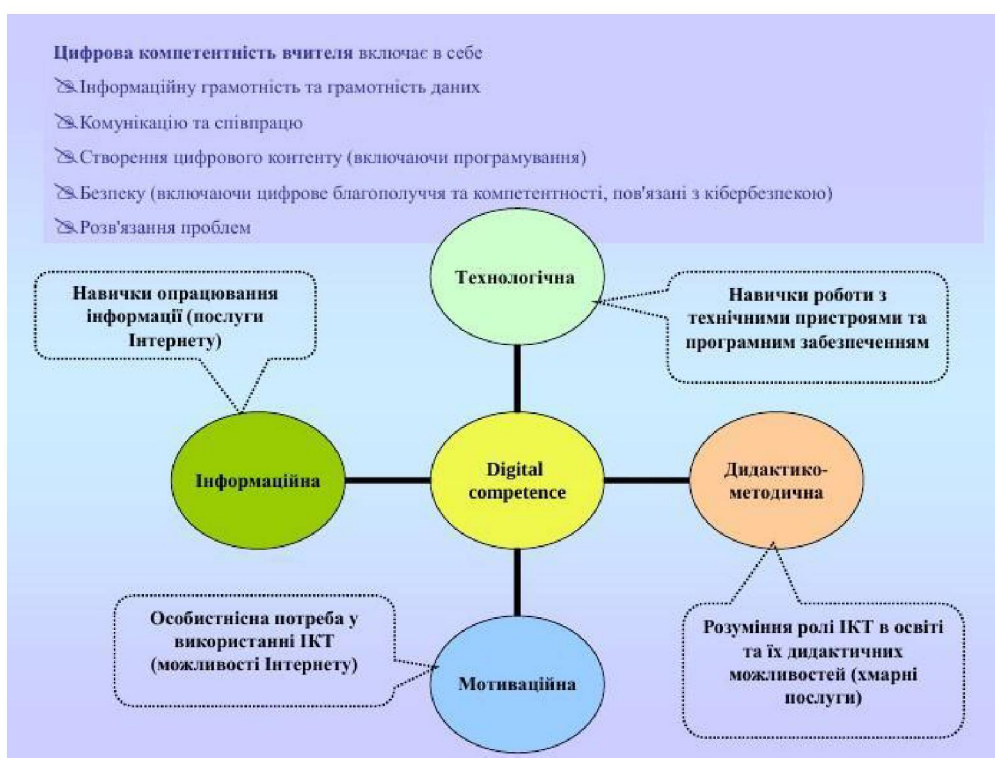 Цифрова компетентність вчителя включає в себе
Інформаційну грамотність та грамотність даних
Комунікацію та співпрацю
Створення цифрового контенту (включаючи програмування)
Безпеку (включаючи цифрове благополуччя та компетентності, пов'язані з кібербезпекою)
Розв'язання проблем
Технологічна
Навички опрацювання
інформації (послуги
Інтернету)
Навички роботи з
технічними пристроями та
програмним забезпеченням
Інформаційна
Digital
competence
Дидактико-
методична
Особистнісна потреба у
використанні ІКТ
(можливості Інтернету)
Мотиваційна
Розуміння ролі ІКТ в освіті
та їх дидактичних
можливостей (хмарні
послуги)